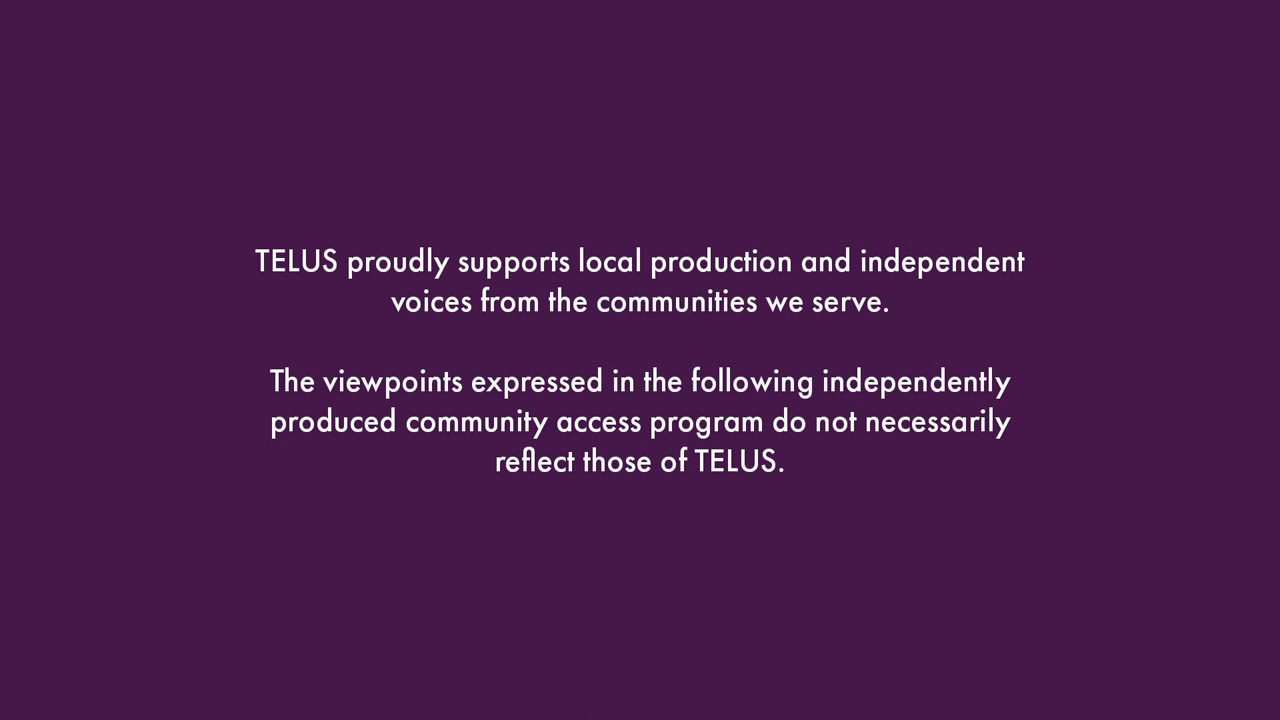 TELUS proudly supports local production and independent
voices from the communities we serve.
The viewpoints expressed in the following independently
produced community access program do not necessarily
reflect those of TELUS.